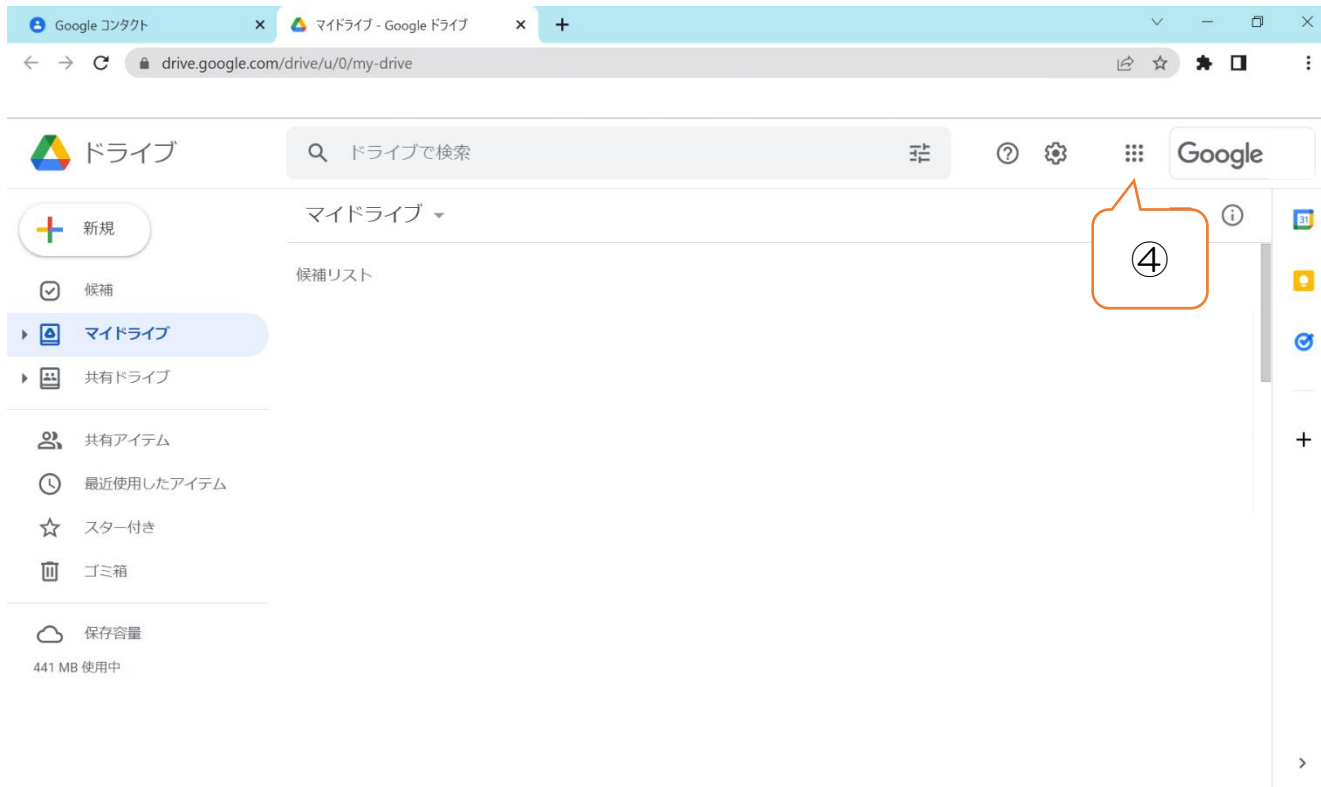 Google コンタクト
マイドライブ - Google ドライブ
drive.google.com/drive/u/0/my-drive
ドライブ
ドライブで検索
Google
新規
マイドライブ
④
31
候補リスト
候補
マイドライブ
共有ドライブ
共有アイテム
最近使用したアイテム
スター付き
ゴミ箱
保存容量
441 MB 使用中